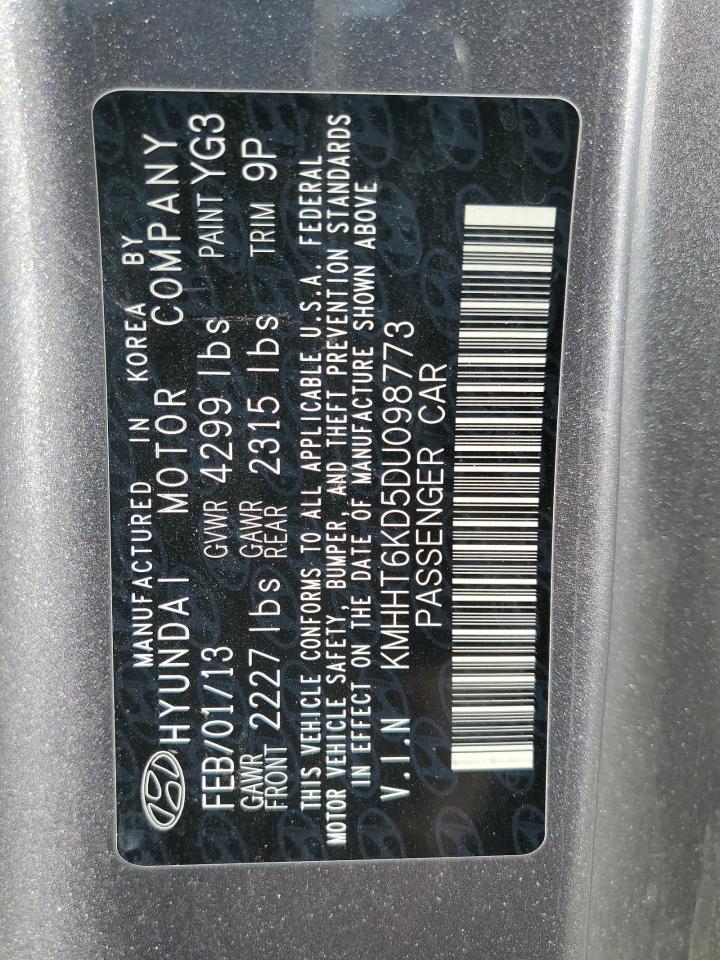 MANUFACTURED IN KOREA BY
HYUNDAI MOTOR COMPANY
FEB/01/13 GVWR 4299 lbs PAINT YG3
GAWR FRONT 2227 lbs GAWR REAR 2315 lbs TRIM 9P
THIS VEHICLE CONFORMS TO ALL APPLICABLE U.S.A. FEDERAL
MOTOR VEHICLE SAFETY, BUMPER, AND THEFT PREVENTION STANDARDS
IN EFFECT ON THE DATE OF MANUFACTURE SHOWN ABOVE
V.I.N KMHHT6KD5DU098773
PASSENGER CAR